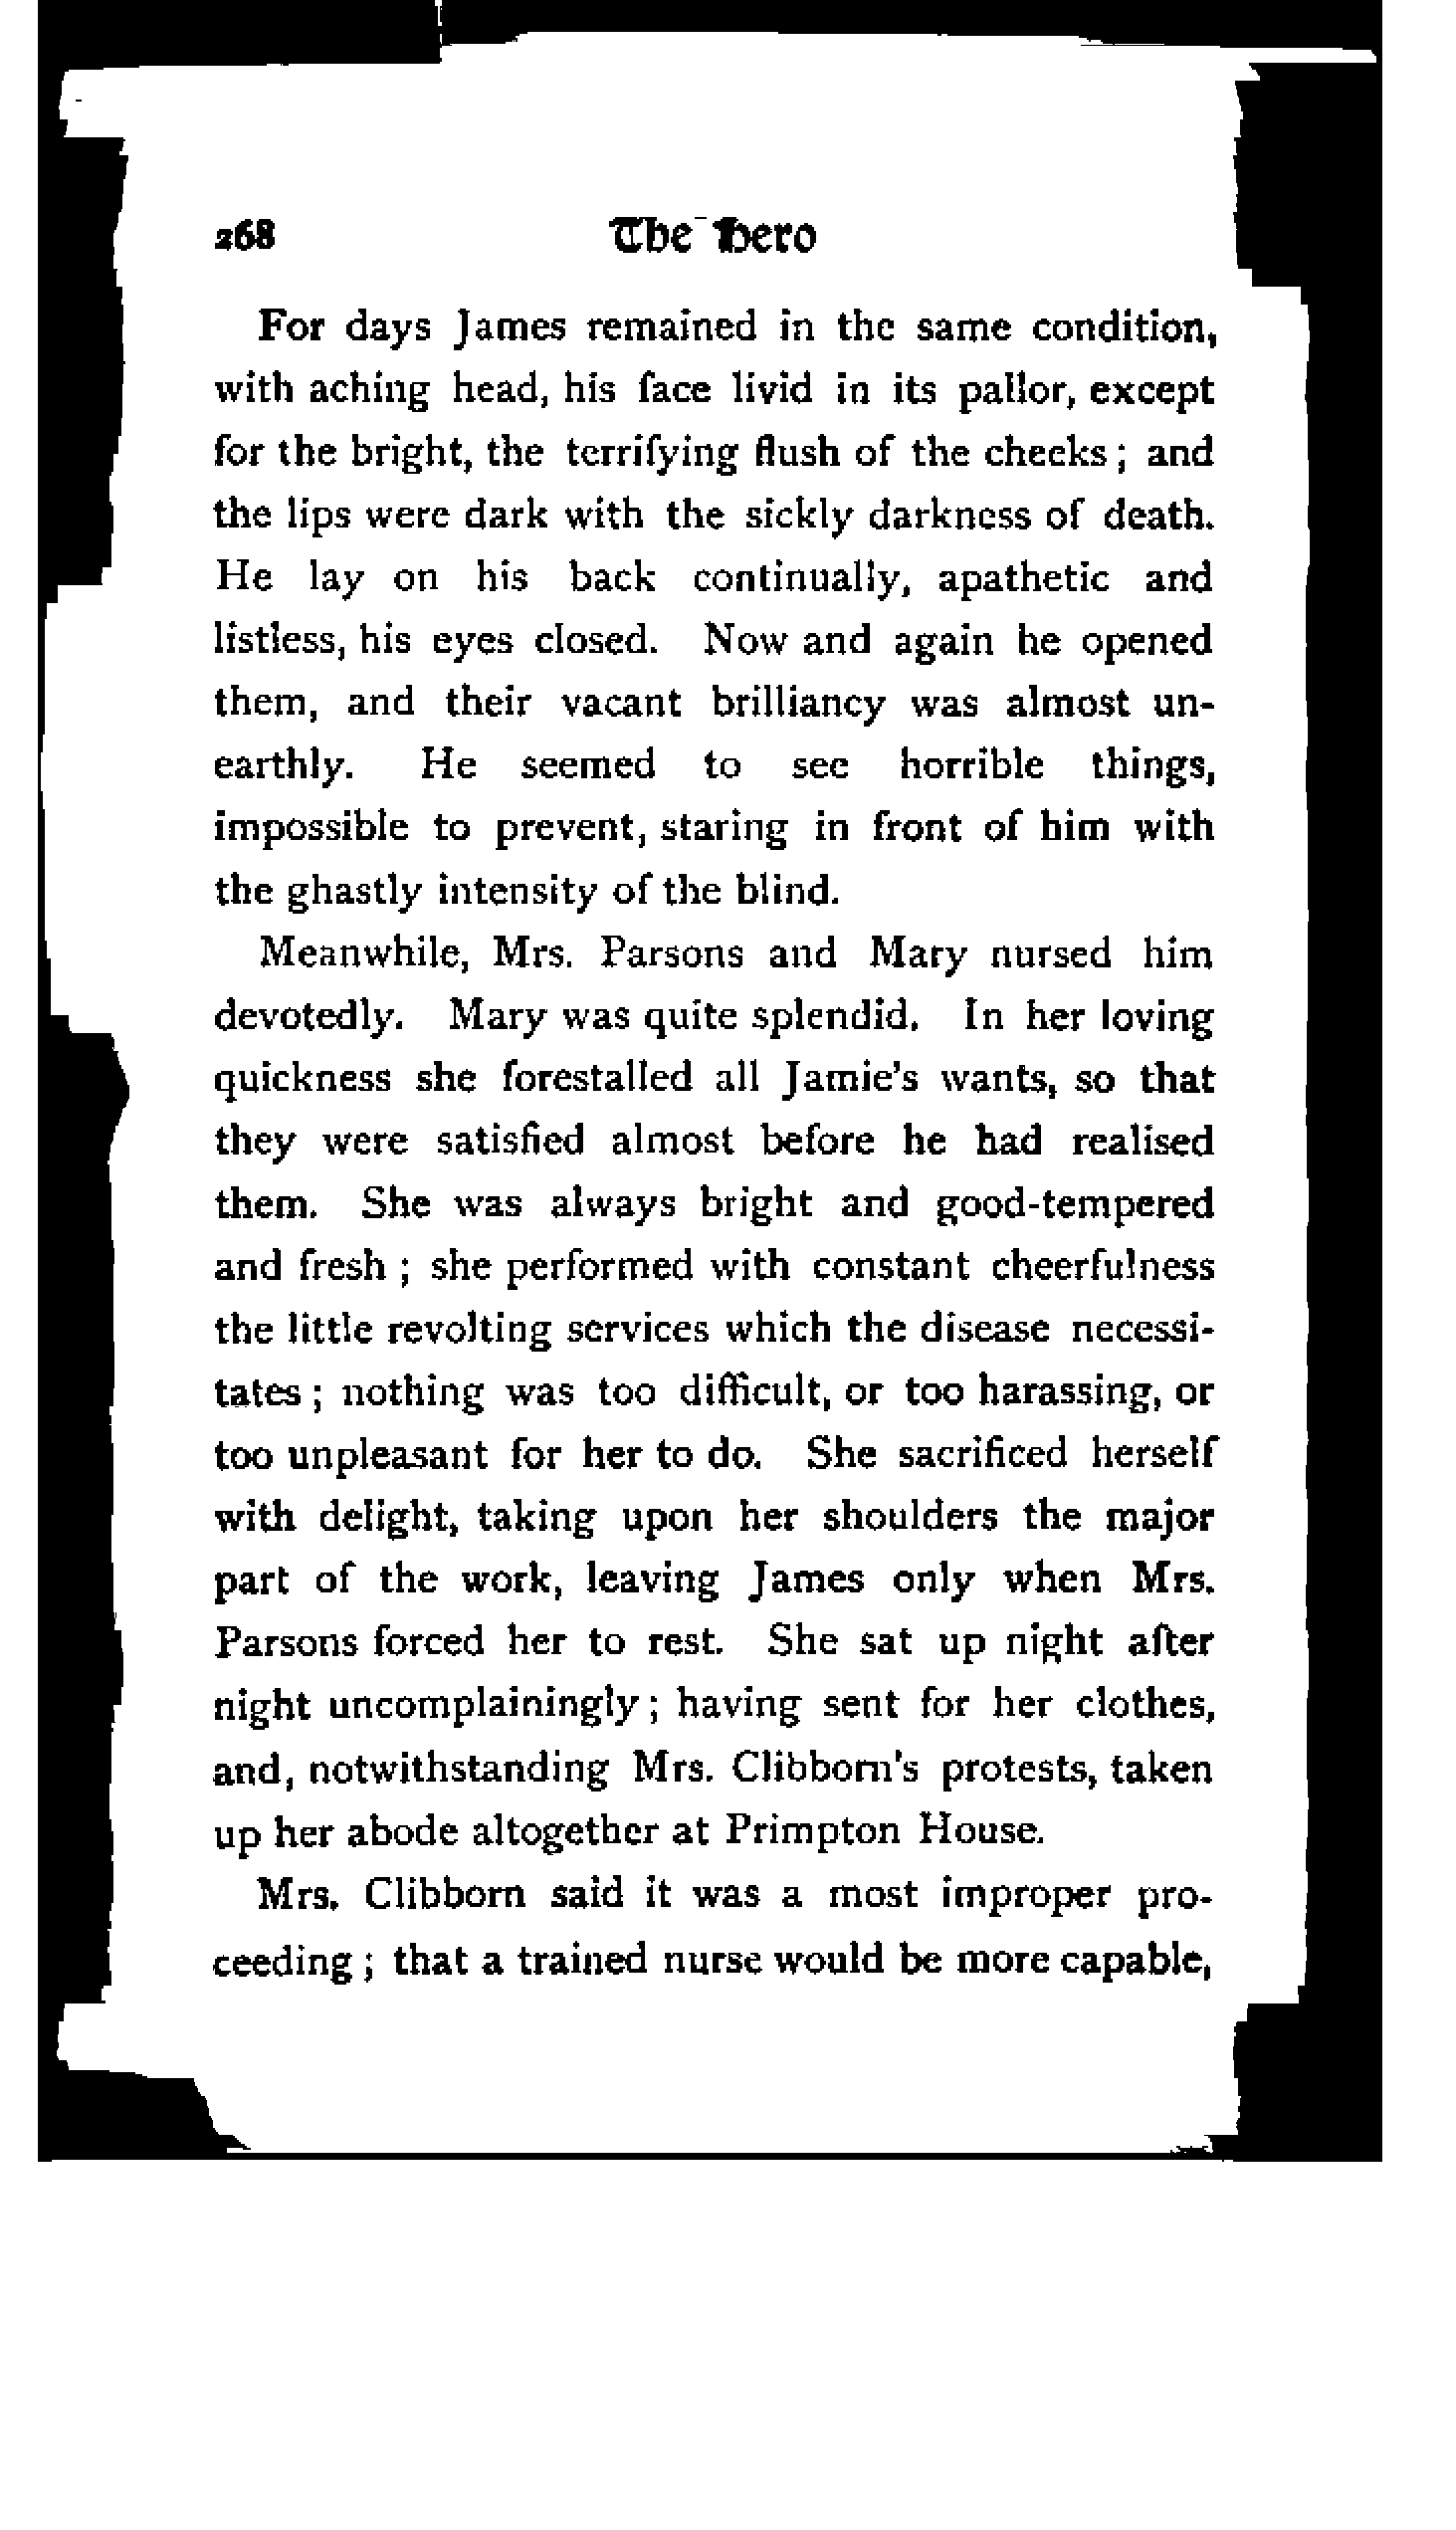 268 The Hero
For days James remained in the same condition,
with aching head, his face livid in its pallor, except
for the bright, the terrifying flush of the cheeks ; and
the lips were dark with the sickly darkness of death.
He lay on his back continually, apathetic and
listless, his eyes closed. Now and again he opened
them, and their vacant brilliancy was almost un-
earthly. He seemed to see horrible things,
impossible to prevent, staring in front of him with
the ghastly intensity of the blind.
Meanwhile, Mrs. Parsons and Mary nursed him
devotedly. Mary was quite splendid. In her loving
quickness she forestalled all Jamie's wants, so that
they were satisfied almost before he had realised
them. She was always bright and good-tempered
and fresh ; she performed with constant cheerfulness
the little revolting services which the disease necessi-
tates ; nothing was too difficult, or too harassing, or
too unpleasant for her to do. She sacrificed herself
with delight, taking upon her shoulders the major
part of the work, leaving James only when Mrs.
Parsons forced her to rest. She sat up night after
night uncomplainingly ; having sent for her clothes,
and, notwithstanding Mrs. Clibborn's protests, taken
up her abode altogether at Primpton House.
Mrs. Clibborn said it was a most improper pro-
ceeding ; that a trained nurse would be more capable,